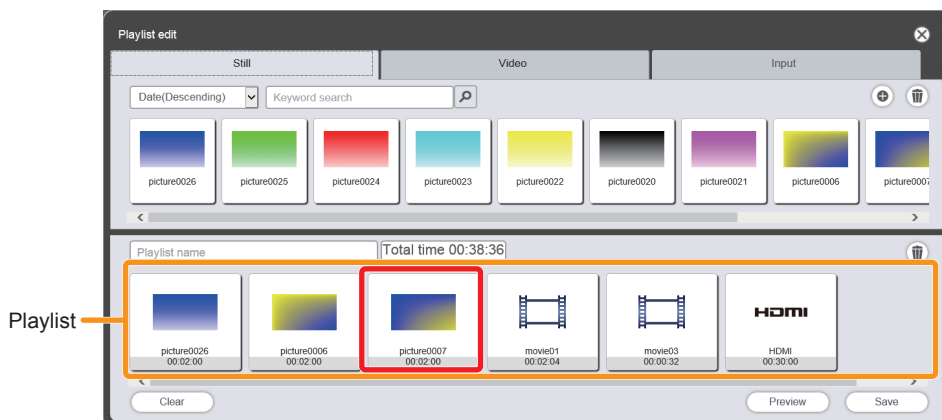 Playlist edit
Still
Video
Input
Date(Descending)
Keyword search
picture0026
picture0025
picture0024
picture0023
picture0022
picture0020
picture0021
picture0006
picture0007
Playlist name
Total time 00:38:36
Playlist
picture0026
00:02:00
picture0006
00:02:00
picture0007
00:02:00
movie01
00:02:04
movie03
00:00:32
HDMI
HDMI
00:30:00
Clear
Preview
Save